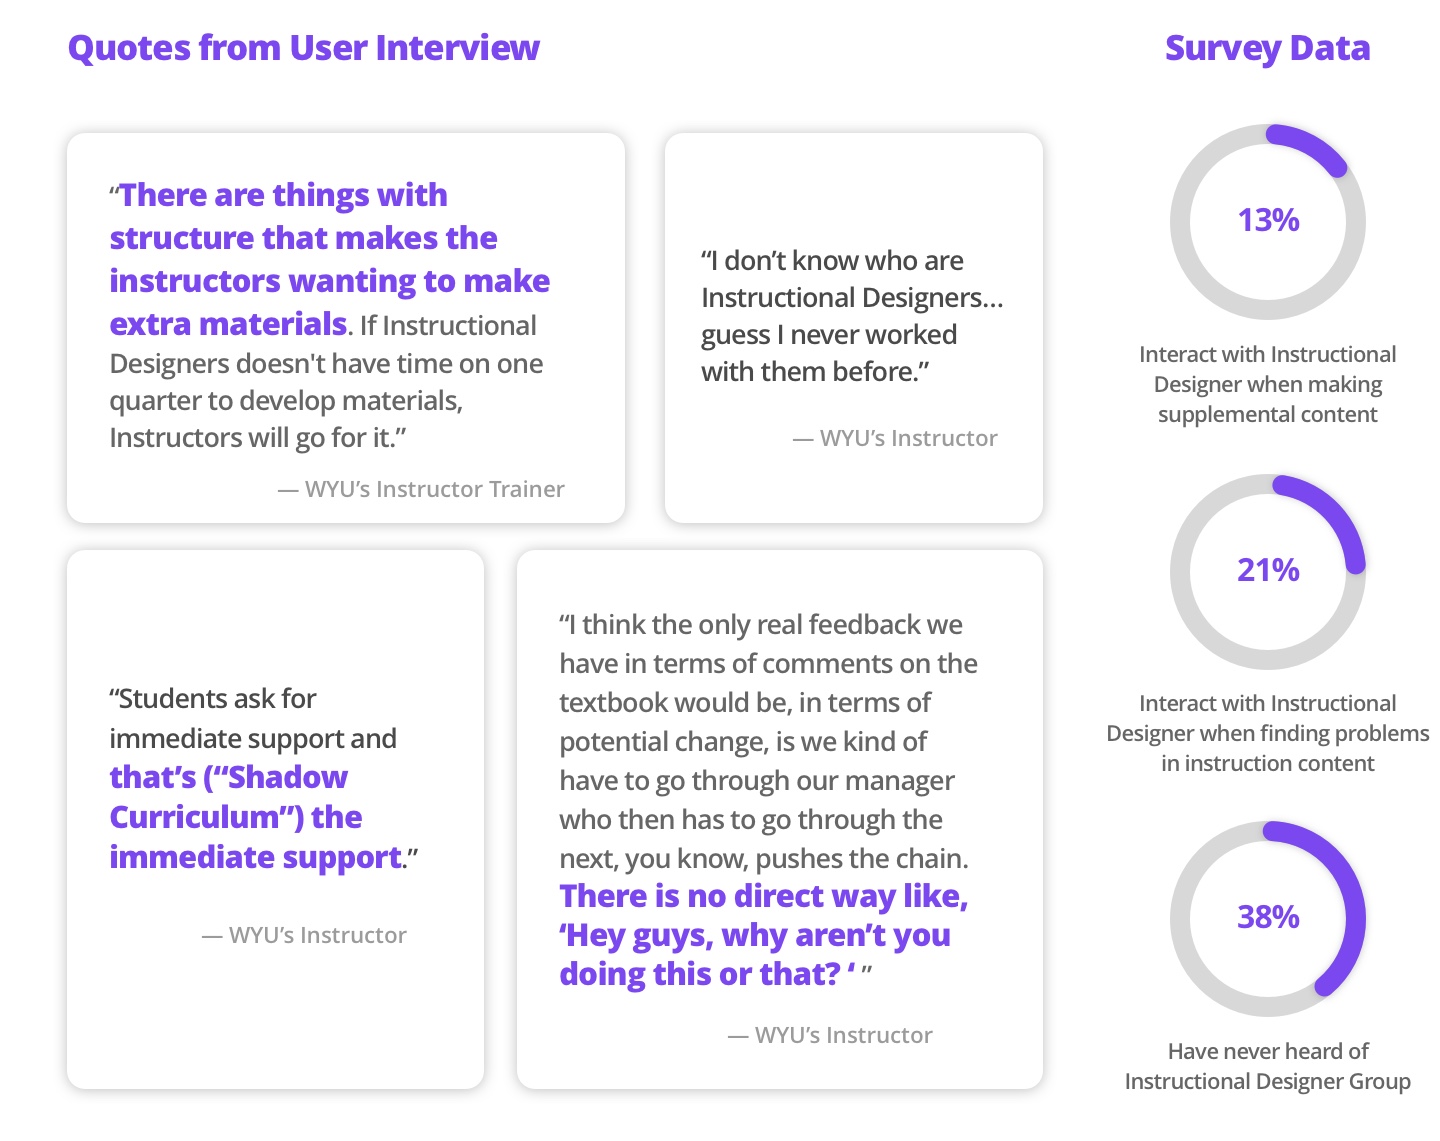 Quotes from User Interview
“There are things with
structure that makes the
instructors wanting to make
extra materials. If Instructional
Designers doesn't have time on one
quarter to develop materials,
Instructors will go for it.”
— WYU’s Instructor Trainer
“I don’t know who are
Instructional Designers...
guess I never worked
with them before.”
— WYU’s Instructor
“Students ask for
immediate support and
that’s (“Shadow
Curriculum”) the
immediate support.”
— WYU’s Instructor
“I think the only real feedback we
have in terms of comments on the
textbook would be, in terms of
potential change, is we kind of
have to go through our manager
who then has to go through the
next, you know, pushes the chain.
There is no direct way like,
‘Hey guys, why aren’t you
doing this or that? ‘ ”
— WYU’s Instructor
Survey Data
13%
Interact with Instructional
Designer when making
supplemental content
21%
Interact with Instructional
Designer when finding problems
in instruction content
38%
Have never heard of
Instructional Designer Group